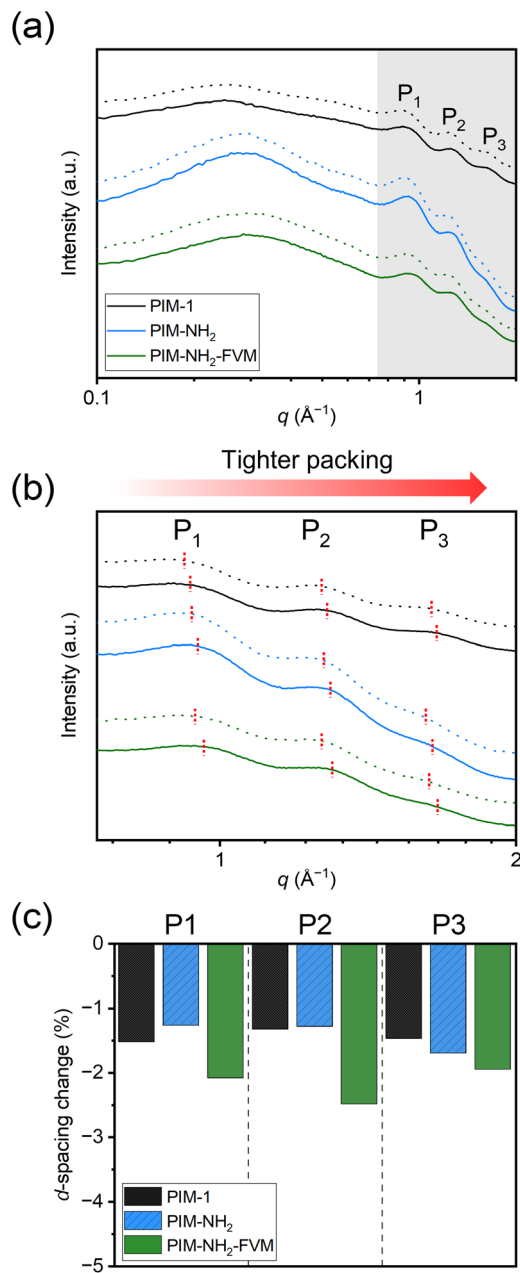 (a)
P₁
P₂
P₃
Intensity (a.u.)
PIM-1
PIM-NH₂
PIM-NH₂-FVM
0.1
1
q (Å⁻¹)
Tighter packing
(b)
P₁
P₂
P₃
Intensity (a.u.)
1
2
q (Å⁻¹)
(c)
P1
P2
P3
0
−1
−2
−3
−4
−5
d-spacing change (%)
PIM-1
PIM-NH₂
PIM-NH₂-FVM